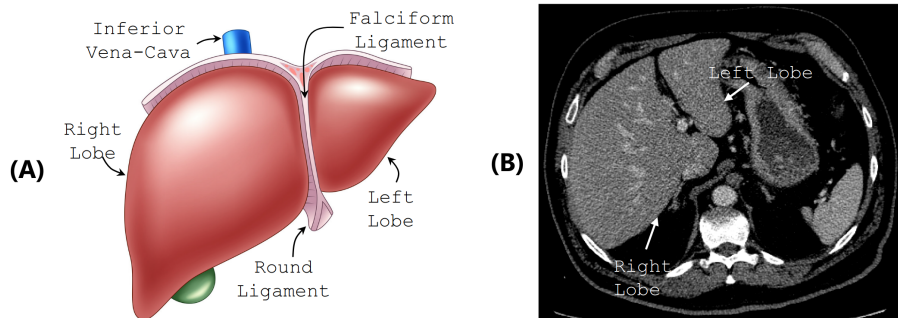 (A)
Inferior
Vena-Cava
Falciform
Ligament
Right
Lobe
Left
Lobe
Round
Ligament
(B)
Left Lobe
Right
Lobe